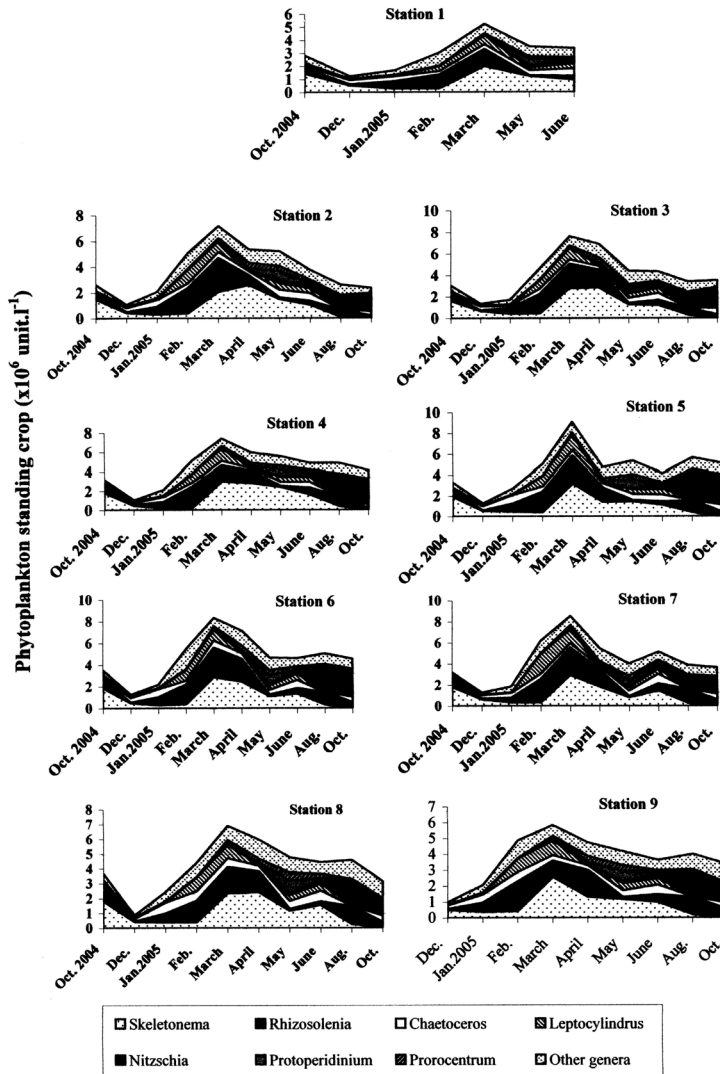 Station 1
6
5
4
3
2
1
0
Oct. 2004 Dec. Jan.2005 Feb. March May June
Phytoplankton standing crop (x10⁶ unit.l⁻¹)
Station 2
8
6
4
2
0
Oct. 2004 Dec. Jan.2005 Feb. March April May June Aug. Oct.
Station 3
10
8
6
4
2
0
Oct. 2004 Dec. Jan.2005 Feb. March April May June Aug. Oct.
Station 4
8
6
4
2
0
Oct. 2004 Dec. Jan.2005 Feb. March April May June Aug. Oct.
Station 5
10
8
6
4
2
0
Oct. 2004 Dec. Jan.2005 Feb. March April May June Aug. Oct.
Station 6
10
8
6
4
2
0
Oct. 2004 Dec. Jan.2005 Feb. March April May June Aug. Oct.
Station 7
10
8
6
4
2
0
Oct. 2004 Dec. Jan.2005 Feb. March April May June Aug. Oct.
Station 8
8
7
6
5
4
3
2
1
0
Oct. 2004 Dec. Jan.2005 Feb. March April May June Aug. Oct.
Station 9
7
6
5
4
3
2
1
0
Dec. Jan.2005 Feb. March April May June Aug. Oct
Skeletonema Rhizosolenia Chaetoceros Leptocylindrus
Nitzschia Protoperidinium Prorocentrum Other genera